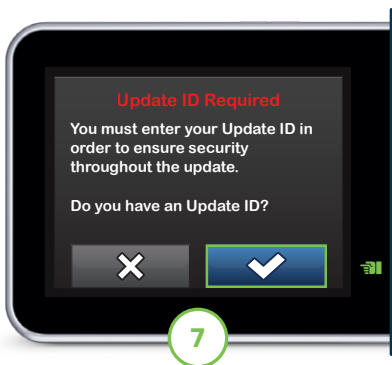 Update ID Required
You must enter your Update ID in
order to ensure security
throughout the update.
Do you have an Update ID?
7